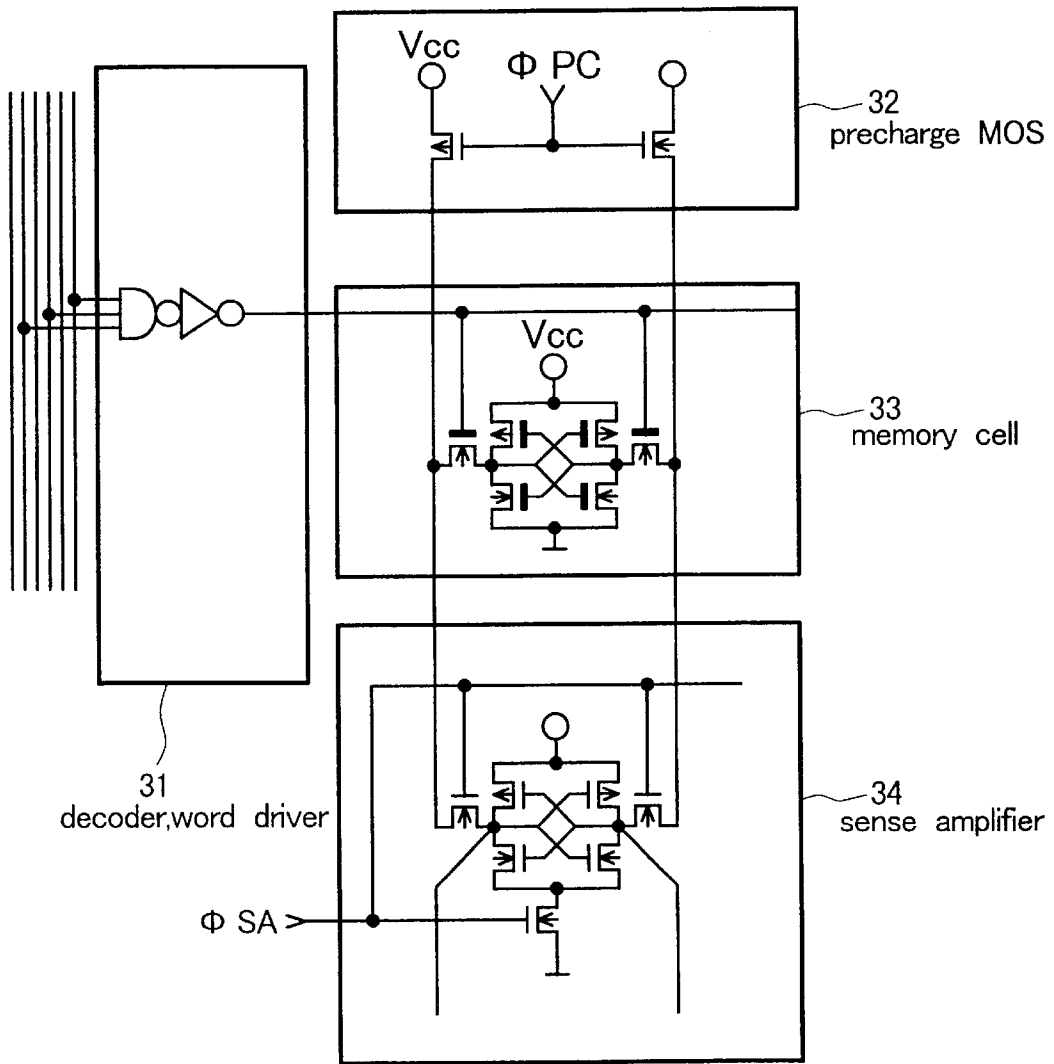 Vcc
Φ PC
32
precharge MOS
Vcc
33
memory cell
31
decoder,word driver
34
sense amplifier
Φ SA